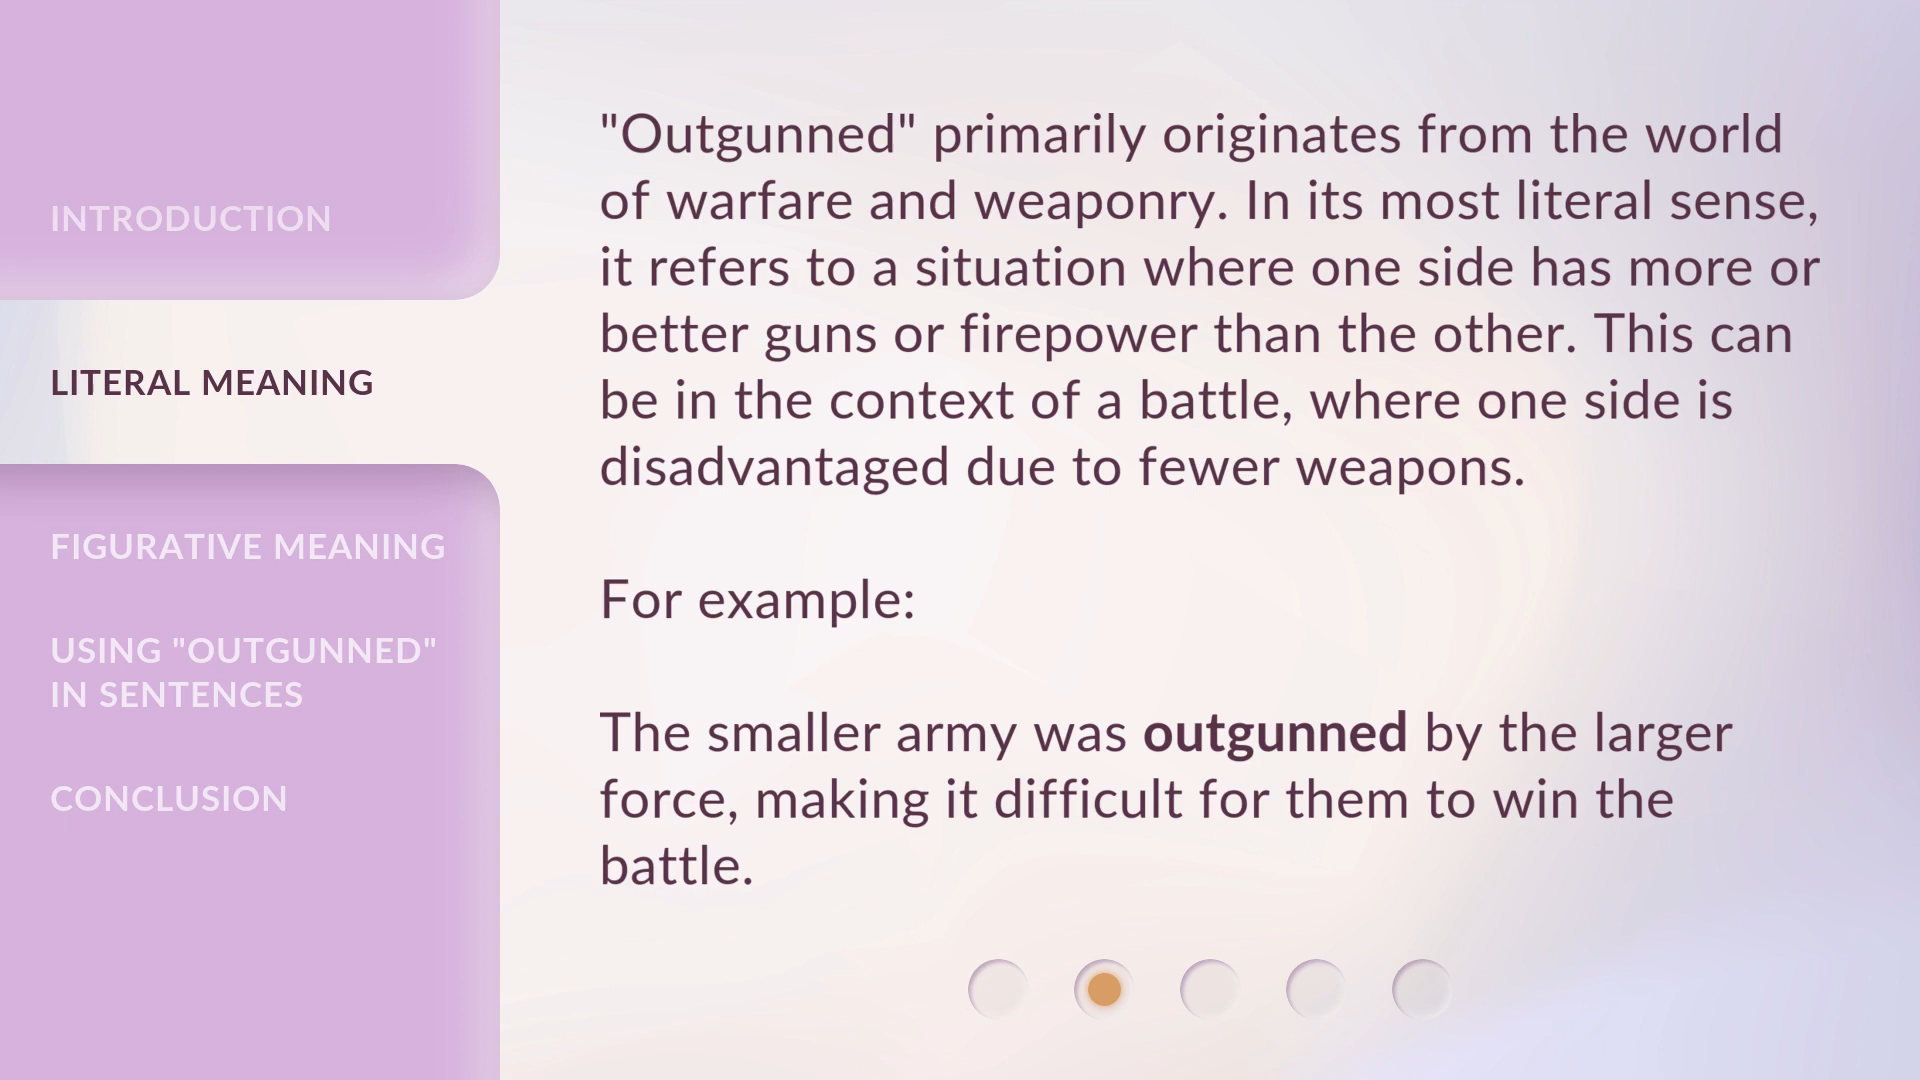 INTRODUCTION
LITERAL MEANING
FIGURATIVE MEANING
USING "OUTGUNNED"
IN SENTENCES
CONCLUSION
"Outgunned" primarily originates from the world
of warfare and weaponry. In its most literal sense,
it refers to a situation where one side has more or
better guns or firepower than the other. This can
be in the context of a battle, where one side is
disadvantaged due to fewer weapons.
For example:
The smaller army was outgunned by the larger
force, making it difficult for them to win the
battle.